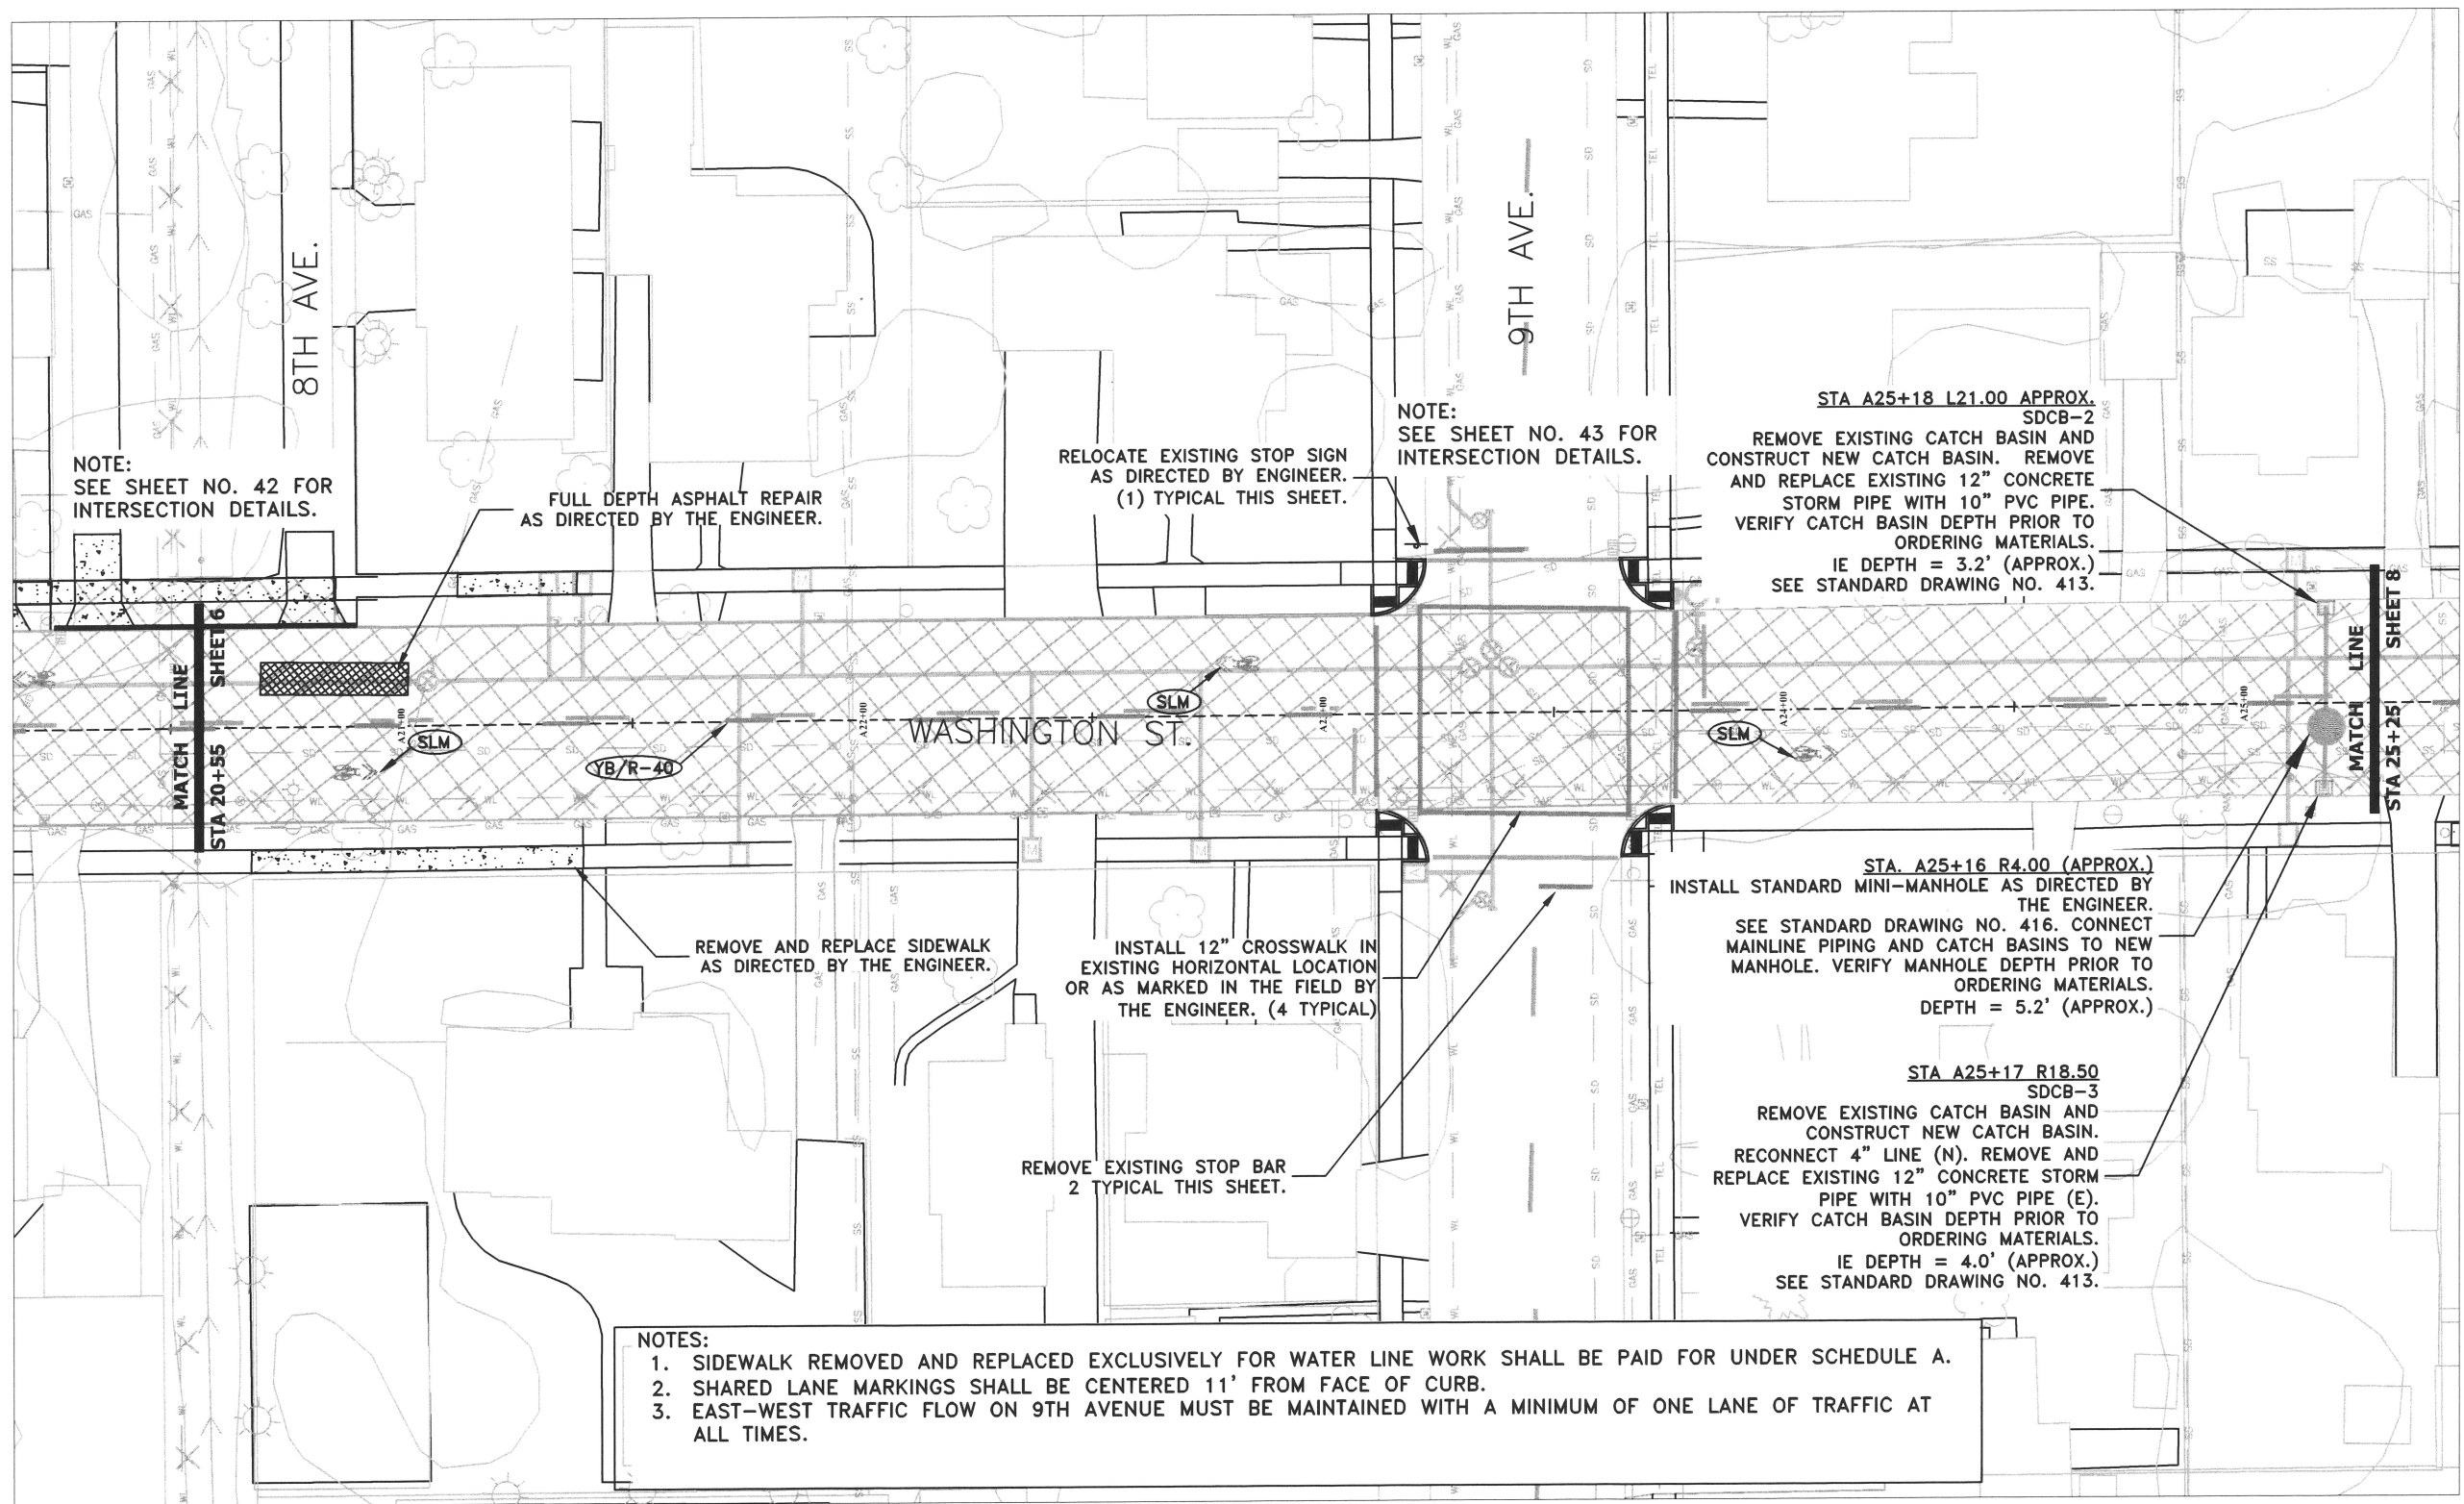 8TH AVE.
9TH AVE.
NOTE:
SEE SHEET NO. 42 FOR
INTERSECTION DETAILS.
FULL DEPTH ASPHALT REPAIR
AS DIRECTED BY THE ENGINEER.
RELOCATE EXISTING STOP SIGN
AS DIRECTED BY ENGINEER.
(1) TYPICAL THIS SHEET.
NOTE:
SEE SHEET NO. 43 FOR
INTERSECTION DETAILS.
STA A25+18 L21.00 APPROX.
SDCB-2
REMOVE EXISTING CATCH BASIN AND
CONSTRUCT NEW CATCH BASIN. REMOVE
AND REPLACE EXISTING 12" CONCRETE
STORM PIPE WITH 10" PVC PIPE.
VERIFY CATCH BASIN DEPTH PRIOR TO
ORDERING MATERIALS.
IE DEPTH = 3.2' (APPROX.)
SEE STANDARD DRAWING NO. 413.
MATCH LINE
STA 20+55 SHEET 6
A21+00
SLM
YB/R-40
A22+00
WASHINGTON ST.
SLM
SLM
A24+00
A25+00
MATCH LINE
STA 25+25 SHEET 8
REMOVE AND REPLACE SIDEWALK
AS DIRECTED BY THE ENGINEER.
INSTALL 12" CROSSWALK IN
EXISTING HORIZONTAL LOCATION
OR AS MARKED IN THE FIELD BY
THE ENGINEER. (4 TYPICAL)
STA. A25+16 R4.00 (APPROX.)
INSTALL STANDARD MINI-MANHOLE AS DIRECTED BY
THE ENGINEER.
SEE STANDARD DRAWING NO. 416. CONNECT
MAINLINE PIPING AND CATCH BASINS TO NEW
MANHOLE. VERIFY MANHOLE DEPTH PRIOR TO
ORDERING MATERIALS.
DEPTH = 5.2' (APPROX.)
REMOVE EXISTING STOP BAR
2 TYPICAL THIS SHEET.
STA A25+17 R18.50
SDCB-3
REMOVE EXISTING CATCH BASIN AND
CONSTRUCT NEW CATCH BASIN.
RECONNECT 4" LINE (N). REMOVE AND
REPLACE EXISTING 12" CONCRETE STORM
PIPE WITH 10" PVC PIPE (E).
VERIFY CATCH BASIN DEPTH PRIOR TO
ORDERING MATERIALS.
IE DEPTH = 4.0' (APPROX.)
SEE STANDARD DRAWING NO. 413.
NOTES:
1. SIDEWALK REMOVED AND REPLACED EXCLUSIVELY FOR WATER LINE WORK SHALL BE PAID FOR UNDER SCHEDULE A.
2. SHARED LANE MARKINGS SHALL BE CENTERED 11' FROM FACE OF CURB.
3. EAST-WEST TRAFFIC FLOW ON 9TH AVENUE MUST BE MAINTAINED WITH A MINIMUM OF ONE LANE OF TRAFFIC AT
ALL TIMES.